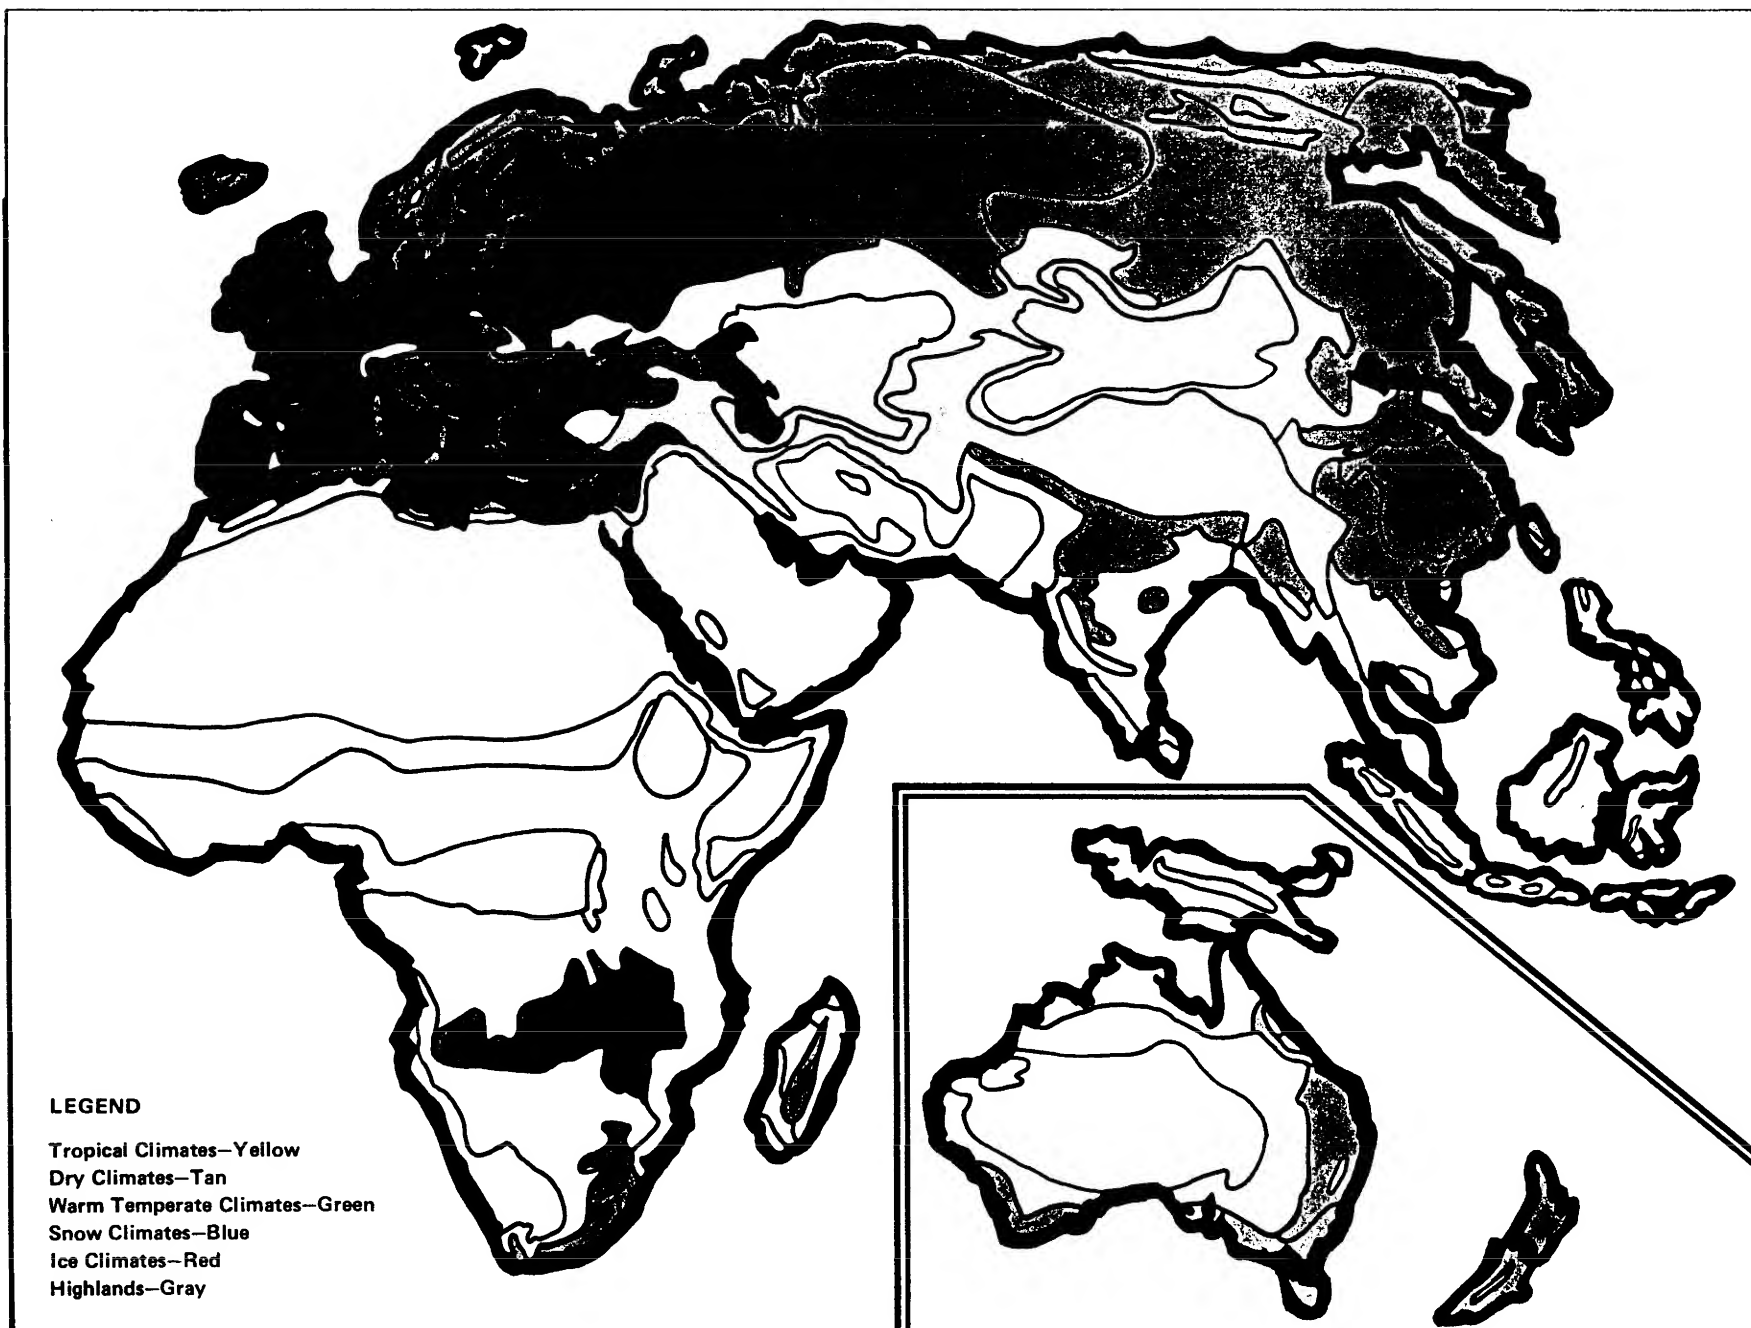 LEGEND
Tropical Climates—Yellow
Dry Climates—Tan
Warm Temperate Climates—Green
Snow Climates—Blue
Ice Climates—Red
Highlands—Gray